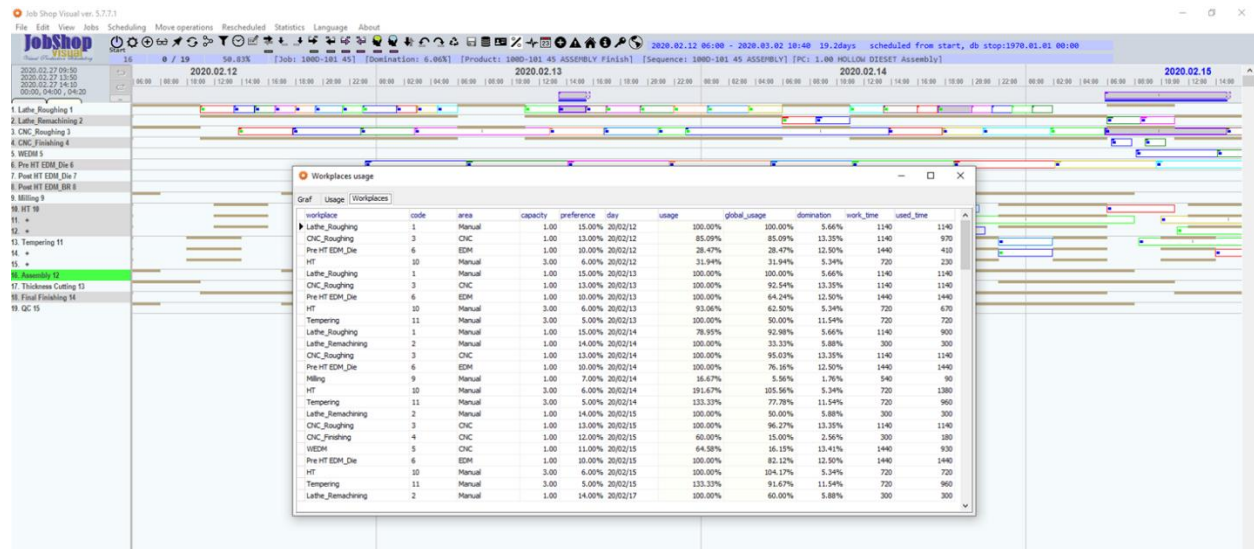 Job Shop Visual ver. 5.7.7.1
File Edit View Jobs Scheduling Move operations Rescheduled Statistics Language About
JobShop
Visual
Start
2020.02.12 06:00 - 2020.03.02 10:40 19.2days scheduled from start, db stop:1970.01.01 00:00
16 0 / 19 50.83% [Job: 100D-101 45] [Domination: 6.06%] [Product: 100D-101 45 ASSEMBLY Finish] [Sequence: 100D-101 45 ASSEMBLY] [PC: 1.00 HOLLOW DIESET Assembly]
2020.02.27 09:50
2020.02.27 13:50
2020.02.27 14:10
00:00, 04:00 , 04:20
2020.02.12 2020.02.13 2020.02.14 2020.02.15
1. Lathe_Roughing 1
2. Lathe_Remachining 2
3. CNC_Roughing 3
4. CNC_Finishing 4
5. WEDM 5
6. Pre HT EDM_Die 6
7. Post HT EDM_Die 7
8. Post HT EDM_BR 8
9. Milling 9
10. HT 10
11. *
12. *
13. Tempering 11
14. *
15. *
16. Assembly 12
17. Thickness Cutting 13
18. Final Finishing 14
19. QC 15
Workplaces usage
Graf Usage Workplaces
workplace code area capacity preference day usage global_usage domination work_time used_time
Lathe_Roughing 1 Manual 1.00 15.00% 20/02/12 100.00% 100.00% 5.66% 1140 1140
CNC_Roughing 3 CNC 1.00 13.00% 20/02/12 85.09% 85.09% 13.35% 1140 970
Pre HT EDM_Die 6 EDM 1.00 10.00% 20/02/12 28.47% 28.47% 12.50% 1440 410
HT 10 Manual 3.00 6.00% 20/02/12 31.94% 31.94% 5.34% 720 230
Lathe_Roughing 1 Manual 1.00 15.00% 20/02/13 100.00% 100.00% 5.66% 1140 1140
CNC_Roughing 3 CNC 1.00 13.00% 20/02/13 100.00% 92.54% 13.35% 1140 1140
Pre HT EDM_Die 6 EDM 1.00 10.00% 20/02/13 100.00% 64.24% 12.50% 1440 1440
HT 10 Manual 3.00 6.00% 20/02/13 93.06% 62.50% 5.34% 720 670
Tempering 11 Manual 3.00 5.00% 20/02/13 100.00% 50.00% 11.54% 720 720
Lathe_Roughing 1 Manual 1.00 15.00% 20/02/14 78.95% 92.98% 5.66% 1140 900
Lathe_Remachining 2 Manual 1.00 14.00% 20/02/14 100.00% 33.33% 5.88% 300 300
CNC_Roughing 3 CNC 1.00 13.00% 20/02/14 100.00% 95.03% 13.35% 1140 1140
Pre HT EDM_Die 6 EDM 1.00 10.00% 20/02/14 100.00% 76.16% 12.50% 1440 1440
Milling 9 Manual 1.00 7.00% 20/02/14 16.67% 5.56% 1.76% 540 90
HT 10 Manual 3.00 6.00% 20/02/14 191.67% 105.56% 5.34% 720 1380
Tempering 11 Manual 3.00 5.00% 20/02/14 133.33% 77.78% 11.54% 720 960
Lathe_Remachining 2 Manual 1.00 14.00% 20/02/15 100.00% 50.00% 5.88% 300 300
CNC_Roughing 3 CNC 1.00 13.00% 20/02/15 100.00% 96.27% 13.35% 1140 1140
CNC_Finishing 4 CNC 1.00 12.00% 20/02/15 60.00% 15.00% 2.56% 300 180
WEDM 5 CNC 1.00 11.00% 20/02/15 64.58% 16.15% 13.41% 1440 930
Pre HT EDM_Die 6 EDM 1.00 10.00% 20/02/15 100.00% 82.12% 12.50% 1440 1440
HT 10 Manual 3.00 6.00% 20/02/15 100.00% 104.17% 5.34% 720 720
Tempering 11 Manual 3.00 5.00% 20/02/15 133.33% 91.67% 11.54% 720 960
Lathe_Remachining 2 Manual 1.00 14.00% 20/02/17 100.00% 60.00% 5.88% 300 300